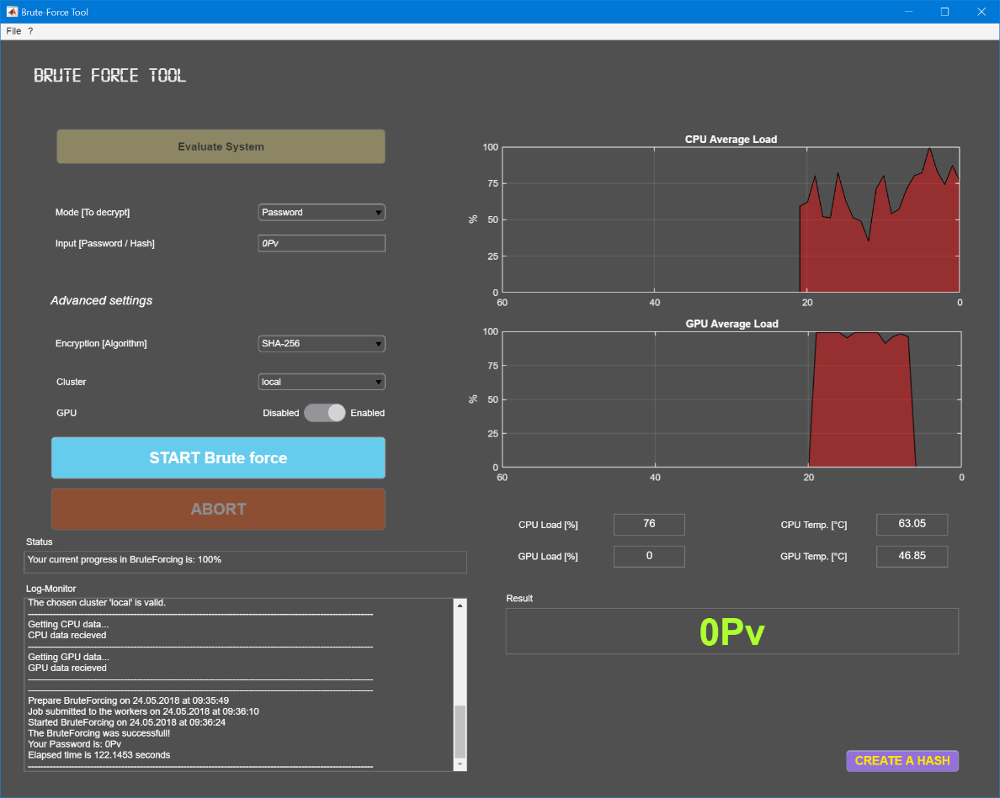 Brute-Force Tool
File ?
BRUTE FORCE TOOL
Evaluate System
Mode [To decrypt] Password
Input [Password / Hash] 0Pv
Advanced settings
Encryption [Algorithm] SHA-256
Cluster local
GPU Disabled Enabled
START Brute force
ABORT
Status
Your current progress in BruteForcing is: 100%
Log-Monitor
The chosen cluster 'local' is valid.
Getting CPU data...
CPU data recieved
Getting GPU data...
GPU data recieved
Prepare BruteForcing on 24.05.2018 at 09:35:49
Job submitted to the workers on 24.05.2018 at 09:36:10
Started BruteForcing on 24.05.2018 at 09:36:24
The BruteForcing was successfull!
Your Password is: 0Pv
Elapsed time is 122.1453 seconds
CPU Average Load
100
75
50
25
0
%
60 40 20 0
GPU Average Load
100
75
50
25
0
%
60 40 20 0
CPU Load [%] 76 CPU Temp. [°C] 63.05
GPU Load [%] 0 GPU Temp. [°C] 46.85
Result
0Pv
CREATE A HASH